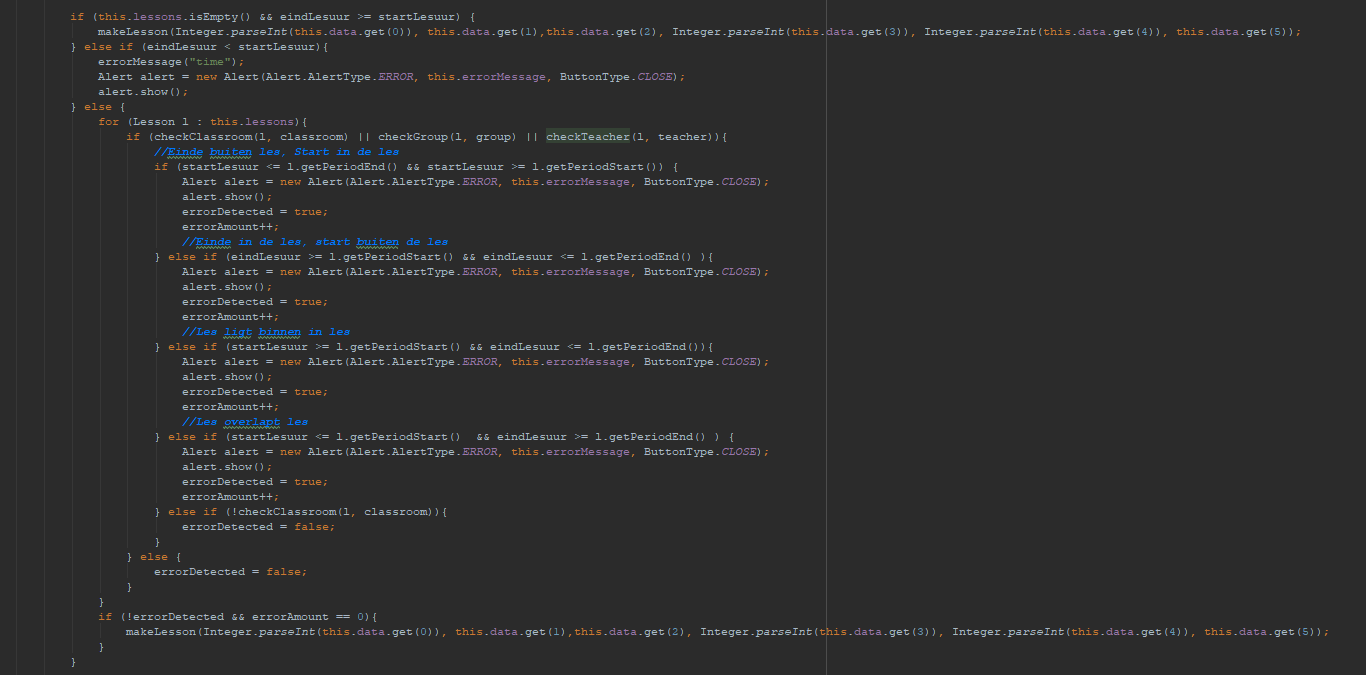 if (this.lessons.isEmpty() && eindLesuur >= startLesuur) {
makeLesson(Integer.parseInt(this.data.get(0)), this.data.get(1),this.data.get(2), Integer.parseInt(this.data.get(3)), Integer.parseInt(this.data.get(4)), this.data.get(5));
} else if (eindLesuur < startLesuur){
errorMessage("time");
Alert alert = new Alert(Alert.AlertType.ERROR, this.errorMessage, ButtonType.CLOSE);
alert.show();
} else {
for (Lesson l : this.lessons){
if (checkClassroom(l, classroom) || checkGroup(l, group) || checkTeacher(l, teacher)){
//Einde buiten les, Start in de les
if (startLesuur <= l.getPeriodEnd() && startLesuur >= l.getPeriodStart()) {
Alert alert = new Alert(Alert.AlertType.ERROR, this.errorMessage, ButtonType.CLOSE);
alert.show();
errorDetected = true;
errorAmount++;
//Einde in de les, start buiten de les
} else if (eindLesuur >= l.getPeriodStart() && eindLesuur <= l.getPeriodEnd() ){
Alert alert = new Alert(Alert.AlertType.ERROR, this.errorMessage, ButtonType.CLOSE);
alert.show();
errorDetected = true;
errorAmount++;
//Les ligt binnen in les
} else if (startLesuur >= l.getPeriodStart() && eindLesuur <= l.getPeriodEnd()){
Alert alert = new Alert(Alert.AlertType.ERROR, this.errorMessage, ButtonType.CLOSE);
alert.show();
errorDetected = true;
errorAmount++;
//Les overlapt les
} else if (startLesuur <= l.getPeriodStart()  && eindLesuur >= l.getPeriodEnd() ) {
Alert alert = new Alert(Alert.AlertType.ERROR, this.errorMessage, ButtonType.CLOSE);
alert.show();
errorDetected = true;
errorAmount++;
} else if (!checkClassroom(l, classroom)){
errorDetected = false;
}
} else {
errorDetected = false;
}
}
if (!errorDetected && errorAmount == 0){
makeLesson(Integer.parseInt(this.data.get(0)), this.data.get(1),this.data.get(2), Integer.parseInt(this.data.get(3)), Integer.parseInt(this.data.get(4)), this.data.get(5));
}
}